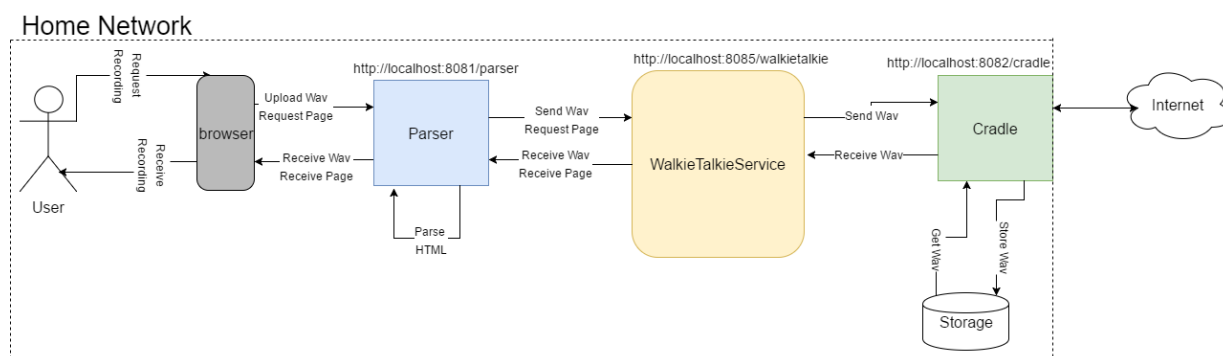 Home Network
http://localhost:8081/parser
http://localhost:8085/walkietalkie
http://localhost:8082/cradle
Request
Recording
Receive
Recording
User
browser
Upload Wav
Request Page
Receive Wav
Receive Page
Parser
Parse
HTML
Send Wav
Request Page
Receive Wav
Receive Page
WalkieTalkieService
Send Wav
Receive Wav
Cradle
Get Wav
Store Wav
Storage
Internet